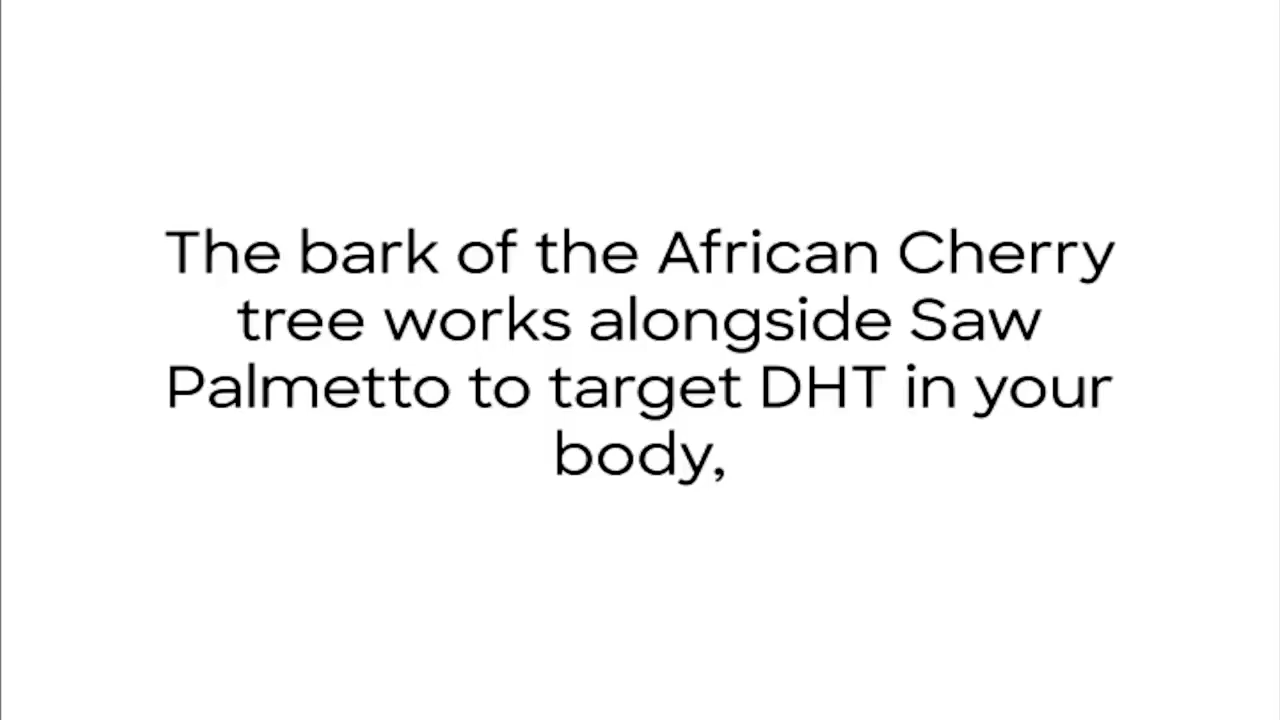 The bark of the African Cherry
tree works alongside Saw
Palmetto to target DHT in your
body,